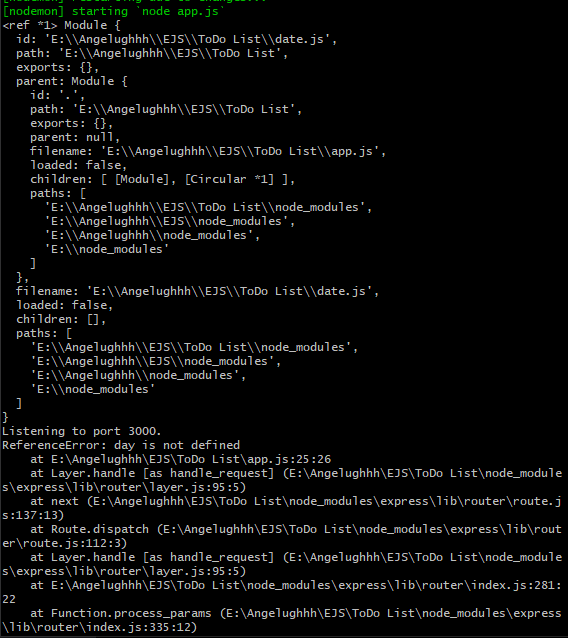 [nodemon] restarting due to changes...
[nodemon] starting `node app.js`
<ref *1> Module {
  id: 'E:\\Angelughhh\\EJS\\ToDo List\\date.js',
  path: 'E:\\Angelughhh\\EJS\\ToDo List',
  exports: {},
  parent: Module {
    id: '.',
    path: 'E:\\Angelughhh\\EJS\\ToDo List',
    exports: {},
    parent: null,
    filename: 'E:\\Angelughhh\\EJS\\ToDo List\\app.js',
    loaded: false,
    children: [ [Module], [Circular *1] ],
    paths: [
      'E:\\Angelughhh\\EJS\\ToDo List\\node_modules',
      'E:\\Angelughhh\\EJS\\node_modules',
      'E:\\Angelughhh\\node_modules',
      'E:\\node_modules'
    ]
  },
  filename: 'E:\\Angelughhh\\EJS\\ToDo List\\date.js',
  loaded: false,
  children: [],
  paths: [
    'E:\\Angelughhh\\EJS\\ToDo List\\node_modules',
    'E:\\Angelughhh\\EJS\\node_modules',
    'E:\\Angelughhh\\node_modules',
    'E:\\node_modules'
  ]
}
Listening to port 3000.
ReferenceError: day is not defined
    at E:\Angelughhh\EJS\ToDo List\app.js:25:26
    at Layer.handle [as handle_request] (E:\Angelughhh\EJS\ToDo List\node_module
s\express\lib\router\layer.js:95:5)
    at next (E:\Angelughhh\EJS\ToDo List\node_modules\express\lib\router\route.j
s:137:13)
    at Route.dispatch (E:\Angelughhh\EJS\ToDo List\node_modules\express\lib\rout
er\route.js:112:3)
    at Layer.handle [as handle_request] (E:\Angelughhh\EJS\ToDo List\node_module
s\express\lib\router\layer.js:95:5)
    at E:\Angelughhh\EJS\ToDo List\node_modules\express\lib\router\index.js:281:
22
    at Function.process_params (E:\Angelughhh\EJS\ToDo List\node_modules\express
\lib\router\index.js:335:12)